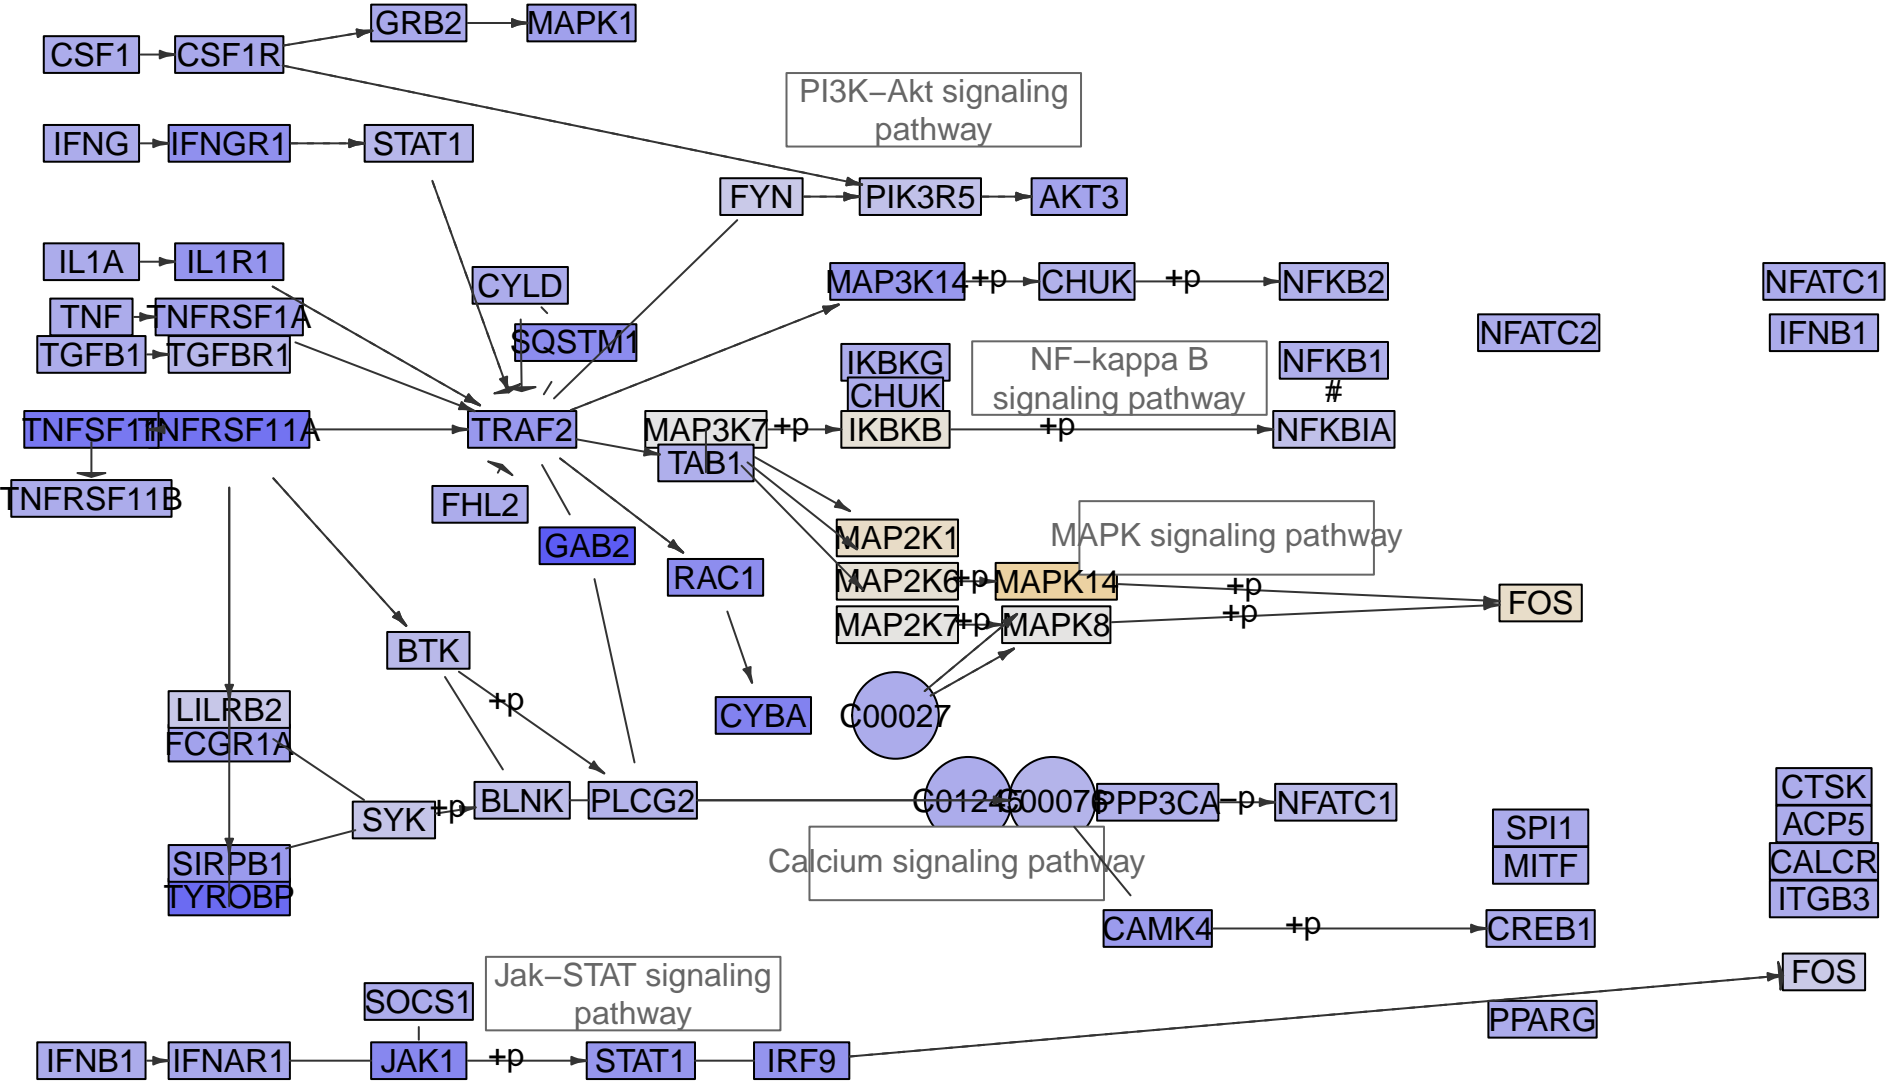 GRB2
MAPK1
CSF1
CSF1R
PI3K–Akt signaling
pathway
IFNG
IFNGR1
STAT1
FYN
PIK3R5
AKT3
IL1A
IL1R1
CYLD
MAP3K14
+p
CHUK
+p
NFKB2
NFATC1
TNF
TNFRSF1A
SQSTM1
NFATC2
IFNB1
TGFB1
TGFBR1
IKBKG
NF–kappa B
signaling pathway
NFKB1
CHUK
#
TNFSF11
TNFRSF11A
TRAF2
MAP3K7
+p
IKBKB
+p
NFKBIA
TAB1
TNFRSF11B
FHL2
GAB2
MAP2K1
MAPK signaling pathway
RAC1
MAP2K6
+p
MAPK14
+p
FOS
MAP2K7
+p
MAPK8
+p
BTK
+p
LILRB2
CYBA
C00027
FCGR1A
SYK
+p
BLNK
PLCG2
C01245
C00076
PPP3CA
–p
NFATC1
CTSK
SPI1
ACP5
SIRPB1
Calcium signaling pathway
MITF
CALCR
TYROBP
ITGB3
CAMK4
+p
CREB1
Jak–STAT signaling
pathway
FOS
SOCS1
PPARG
IFNB1
IFNAR1
JAK1
+p
STAT1
IRF9